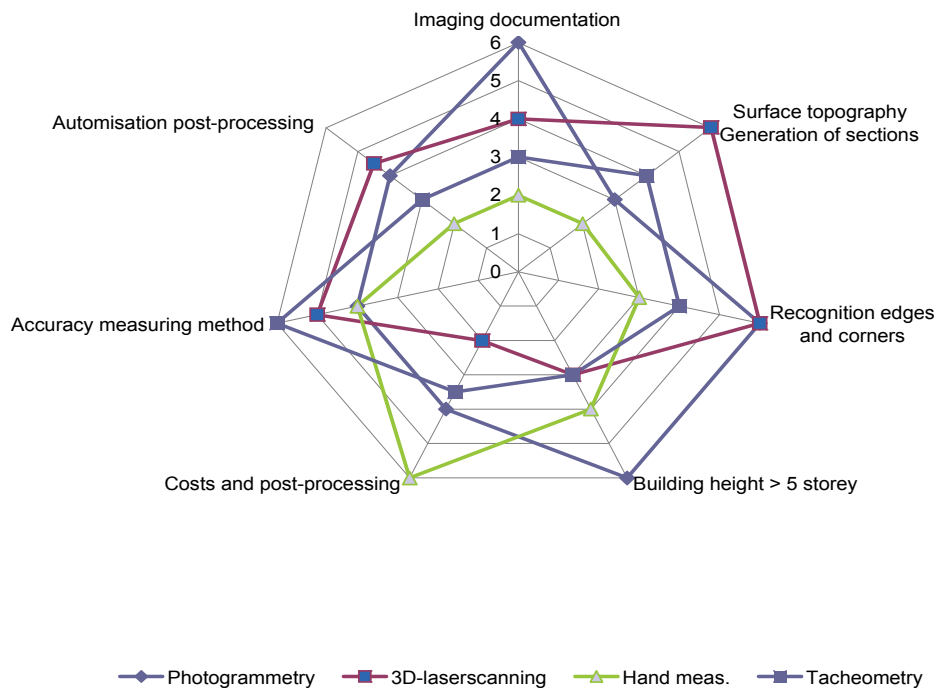 Imaging documentation
6
5
4
3
2
1
0
Surface topography
Generation of sections
Automisation post-processing
Recognition edges
and corners
Accuracy measuring method
Costs and post-processing
Building height > 5 storey
Photogrammetry
3D-laserscanning
Hand meas.
Tacheometry